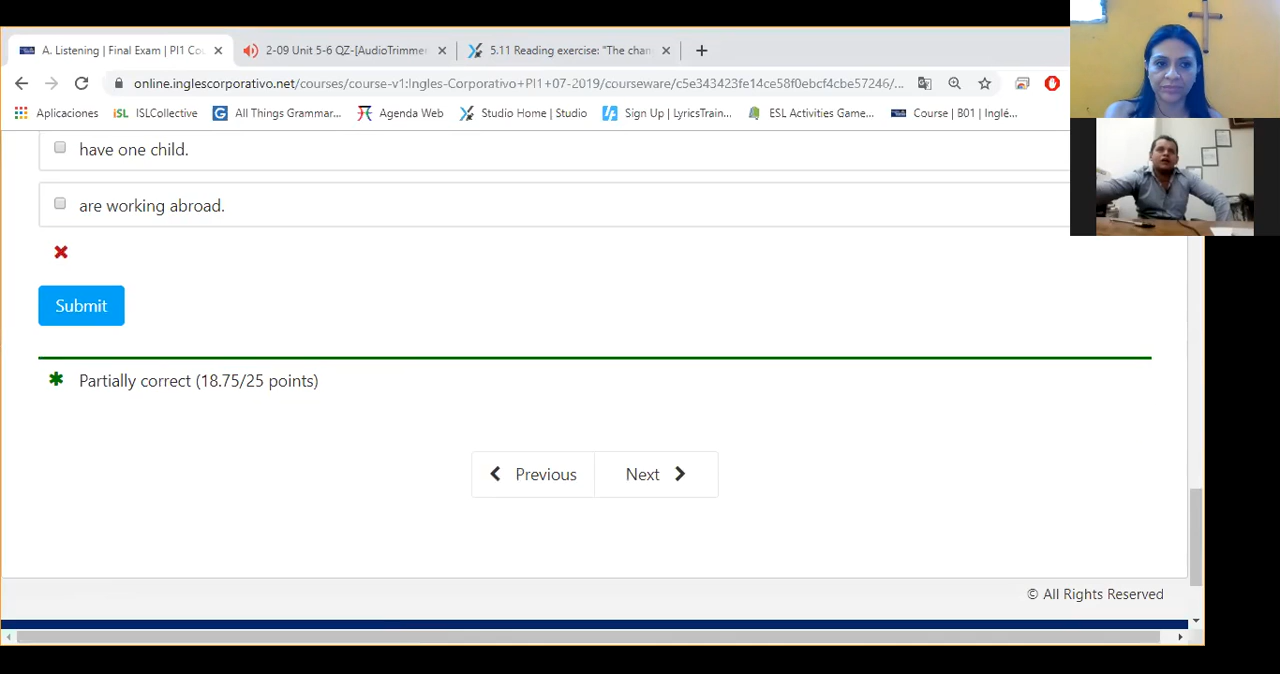 A. Listening | Final Exam | PI1 Co
2-09 Unit 5-6 QZ-[AudioTrimmer
5.11 Reading exercise: "The chan
online.inglescorporativo.net/courses/course-v1:Ingles-Corporativo+PI1+07-2019/courseware/c5e343423fe14ce58f0ebcf4cbe57246/...
Aplicaciones
iSL ISLCollective
G All Things Grammar...
Agenda Web
Studio Home | Studio
Sign Up | LyricsTrain...
ESL Activities Game...
Course | B01 | Inglé...
have one child.
are working abroad.
Submit
Partially correct (18.75/25 points)
Previous
Next
© All Rights Reserved